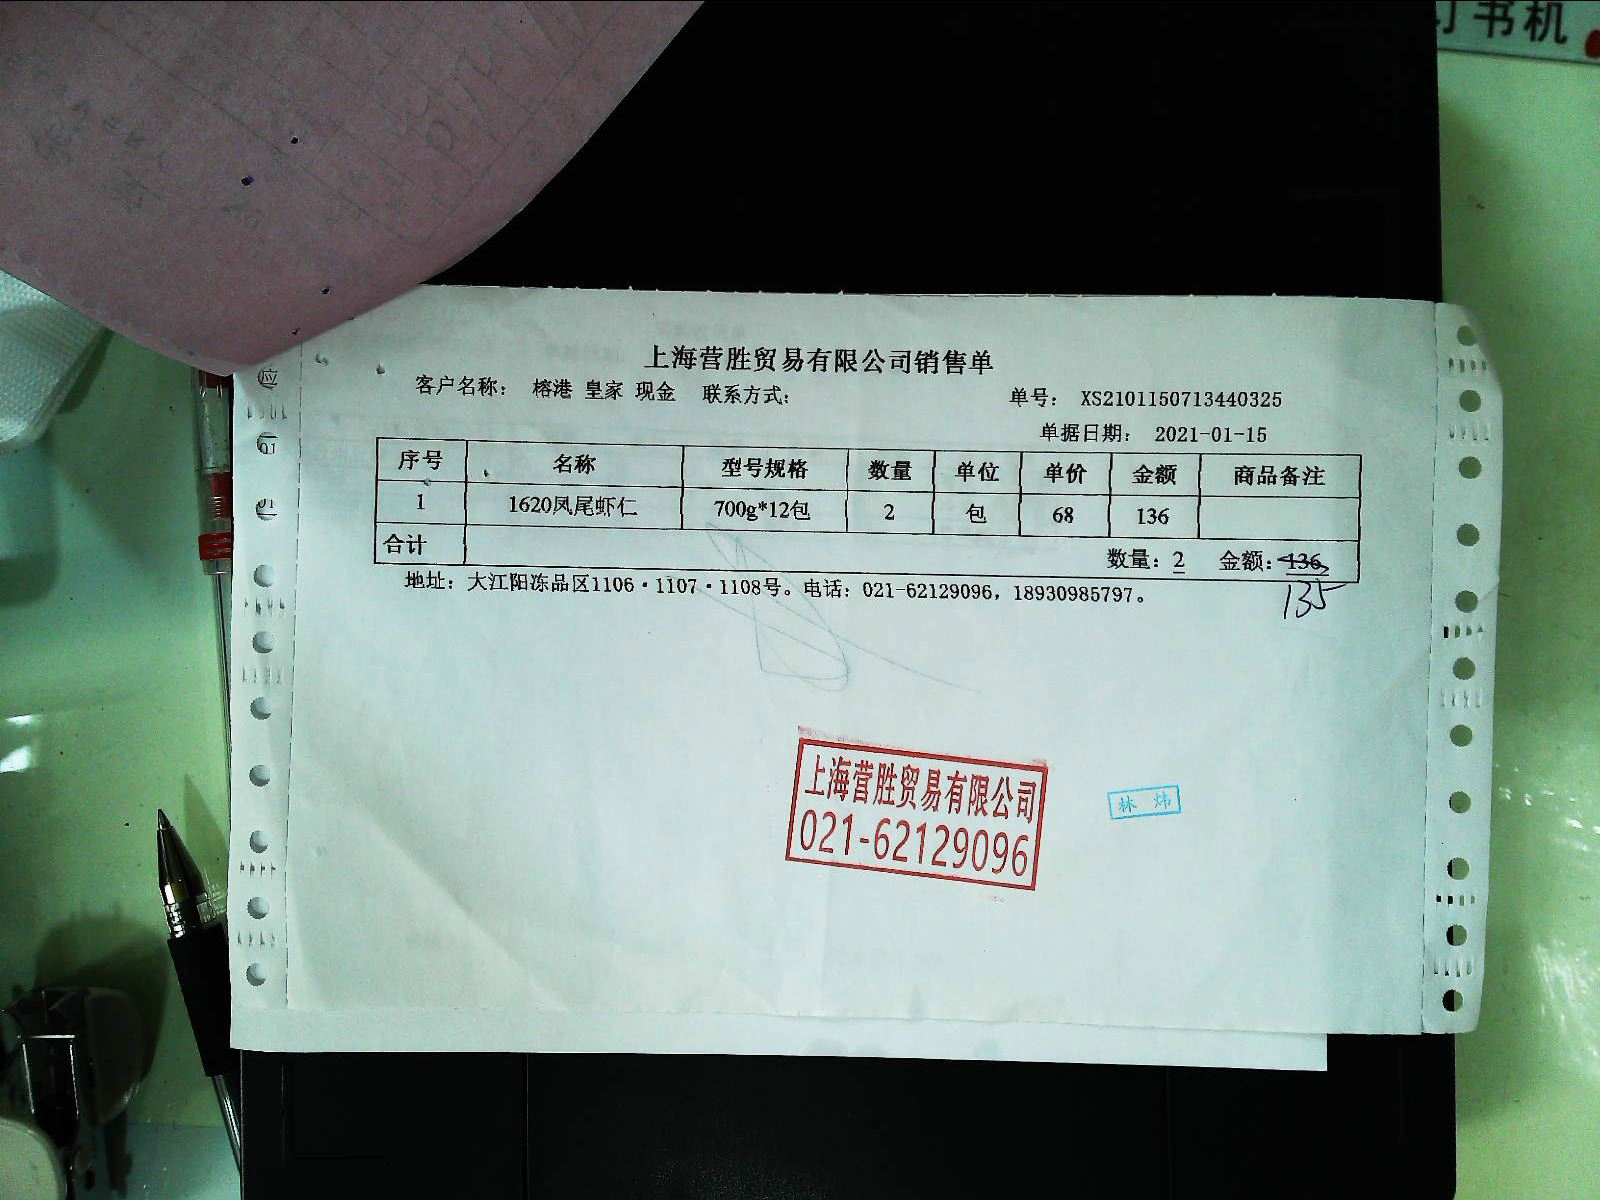 订书机
上海营胜贸易有限公司销售单
客户名称： 榕港 皇家 现金 联系方式：
单号： XS2101150713440325
单据日期： 2021-01-15
序号 名称 型号规格 数量 单位 单价 金额 商品备注
1 1620凤尾虾仁 700g*12包 2 包 68 136
合计 数量：2 金额：136
135
地址：大江阳冻品区1106·1107·1108号。电话：021-62129096，18930985797。
上海营胜贸易有限公司
021-62129096
林 炜
应